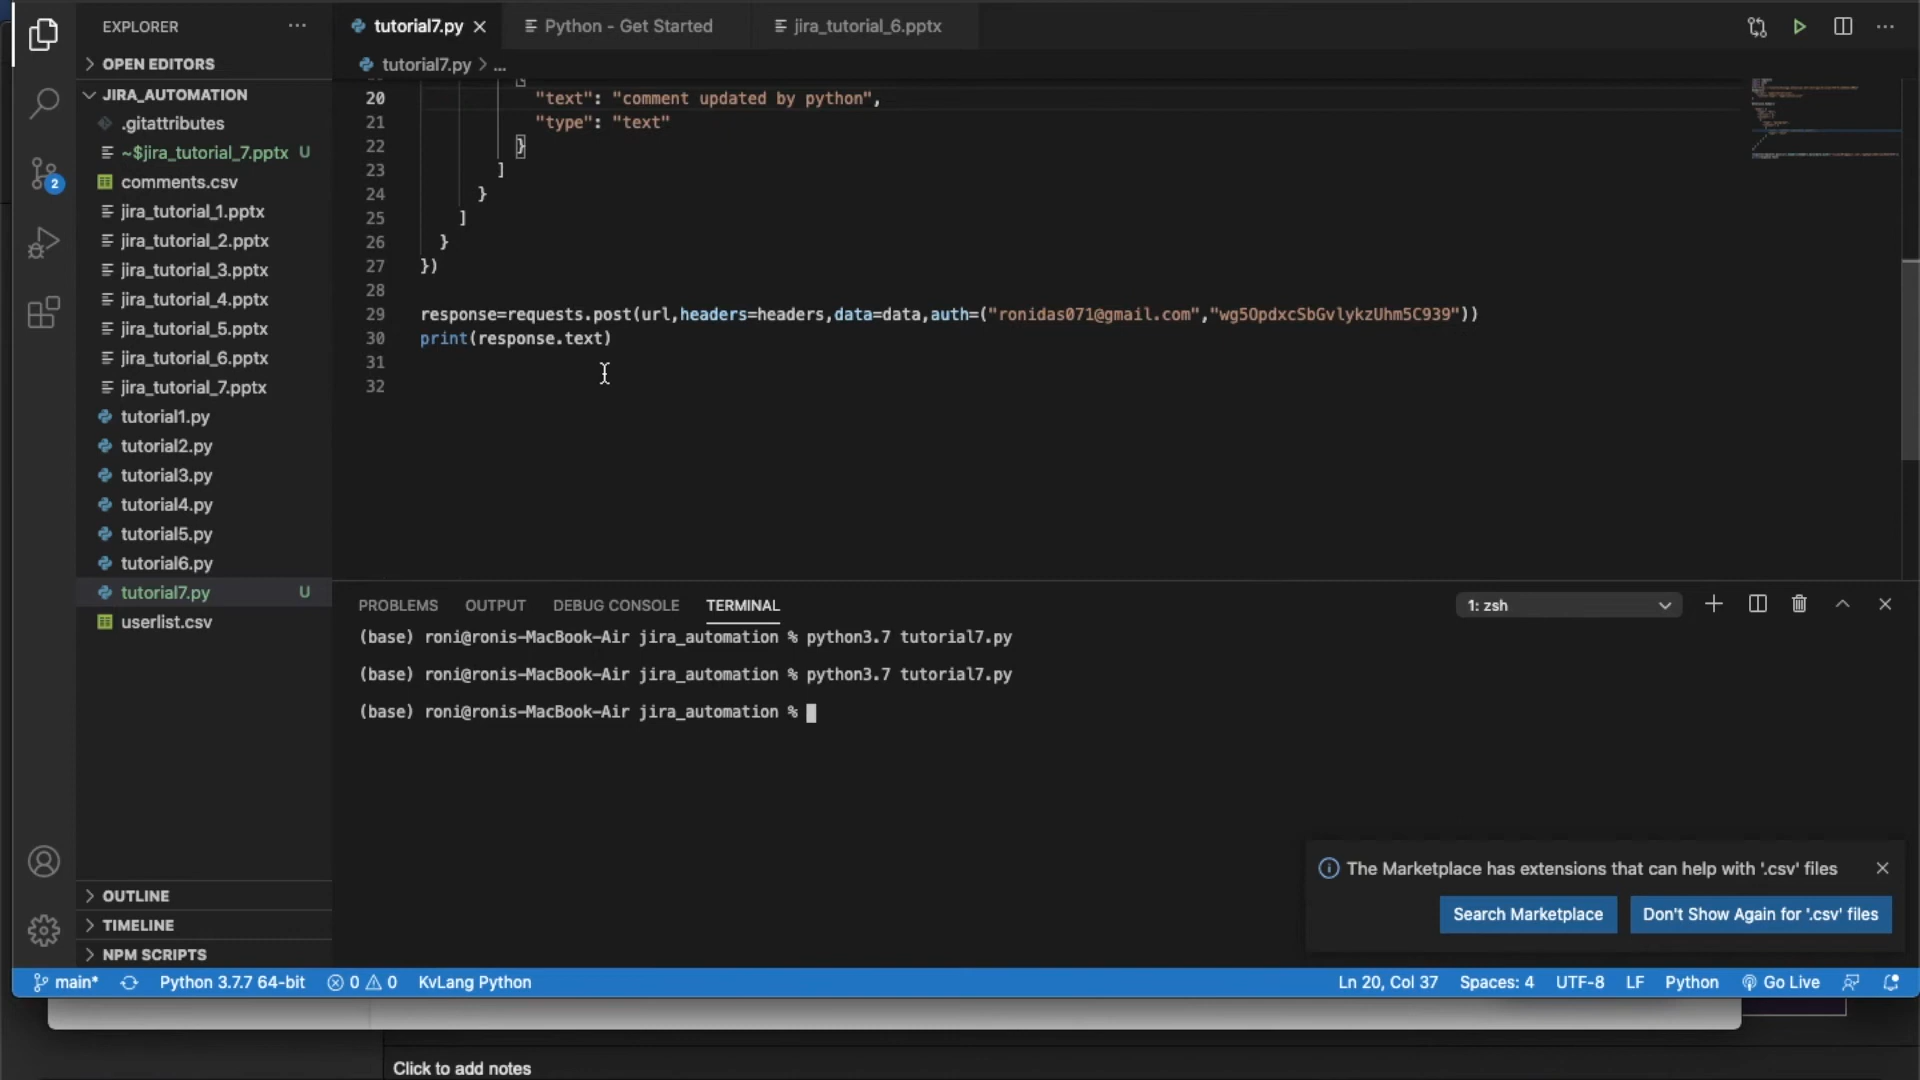 EXPLORER
OPEN EDITORS
JIRA_AUTOMATION
.gitattributes
~$jira_tutorial_7.pptx U
comments.csv
jira_tutorial_1.pptx
jira_tutorial_2.pptx
jira_tutorial_3.pptx
jira_tutorial_4.pptx
jira_tutorial_5.pptx
jira_tutorial_6.pptx
jira_tutorial_7.pptx
tutorial1.py
tutorial2.py
tutorial3.py
tutorial4.py
tutorial5.py
tutorial6.py
tutorial7.py U
userlist.csv
OUTLINE
TIMELINE
NPM SCRIPTS
2
tutorial7.py
Python - Get Started
jira_tutorial_6.pptx
tutorial7.py > ...
20 "text": "comment updated by python",
21 "type": "text"
22 }
23 ]
24 }
25 ]
26 }
27 })
28
29 response=requests.post(url,headers=headers,data=data,auth=("ronidas071@gmail.com","wg5OpdxcSbGvlykzUhm5C939"))
30 print(response.text)
31
32
PROBLEMS OUTPUT DEBUG CONSOLE TERMINAL
1: zsh
(base) roni@ronis-MacBook-Air jira_automation % python3.7 tutorial7.py
(base) roni@ronis-MacBook-Air jira_automation % python3.7 tutorial7.py
(base) roni@ronis-MacBook-Air jira_automation %
The Marketplace has extensions that can help with '.csv' files
Search Marketplace
Don't Show Again for '.csv' files
main* Python 3.7.7 64-bit 0 0 KvLang Python
Ln 20, Col 37 Spaces: 4 UTF-8 LF Python Go Live
Click to add notes